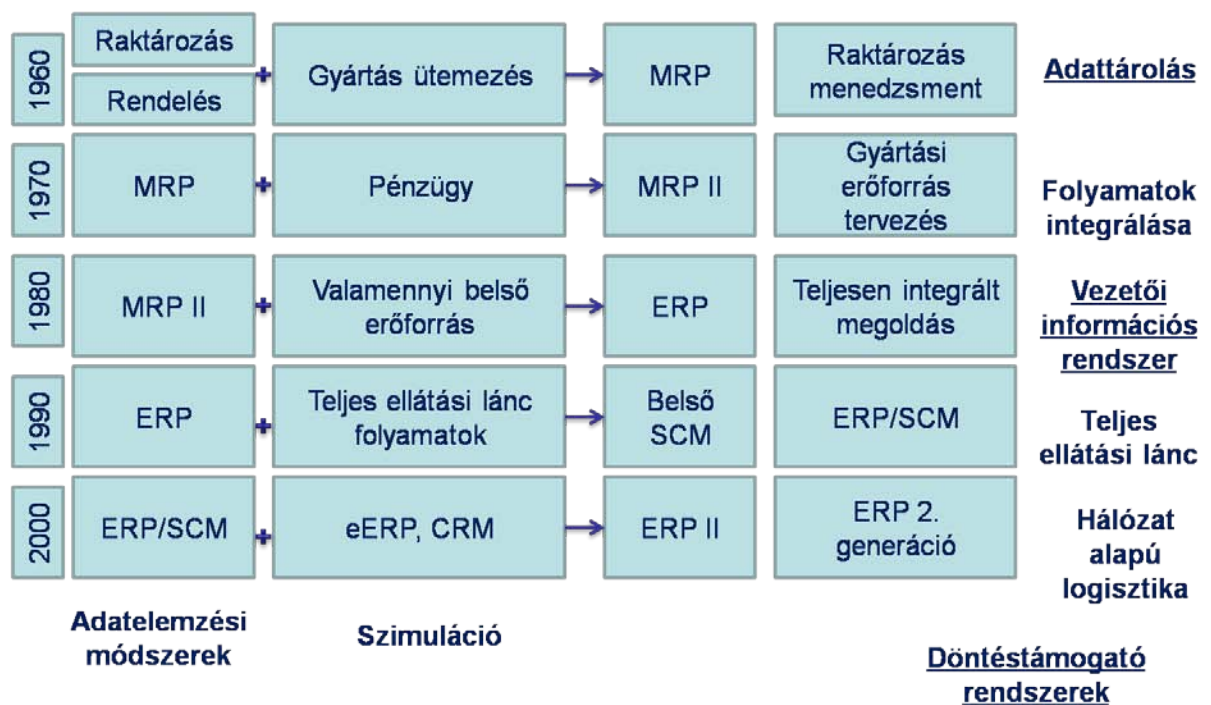 1960
Raktározás
Rendelés
+
Gyártás ütemezés
MRP
Raktározás
menedzsment
Adattárolás
1970
MRP
+
Pénzügy
MRP II
Gyártási
erőforrás
tervezés
Folyamatok
integrálása
1980
MRP II
+
Valamennyi belső
erőforrás
ERP
Teljesen integrált
megoldás
Vezetői
információs
rendszer
1990
ERP
+
Teljes ellátási lánc
folyamatok
Belső
SCM
ERP/SCM
Teljes
ellátási lánc
2000
ERP/SCM
+
eERP, CRM
ERP II
ERP 2.
generáció
Hálózat
alapú
logisztika
Adatelemzési
módszerek
Szimuláció
Döntéstámogató
rendszerek